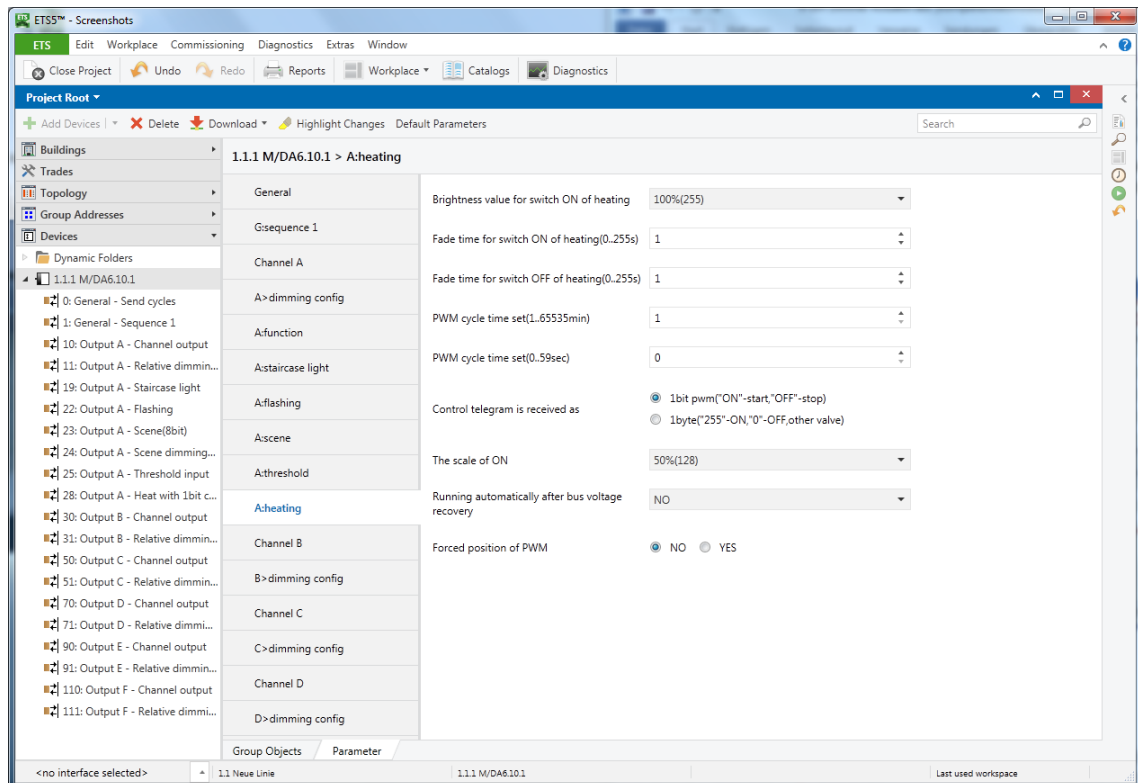 ETS5™ - Screenshots
ETS Edit Workplace Commissioning Diagnostics Extras Window
Close Project Undo Redo Reports Workplace Catalogs Diagnostics
Project Root
Add Devices Delete Download Highlight Changes Default Parameters Search
Buildings
Trades
Topology
Group Addresses
Devices
Dynamic Folders
1.1.1 M/DA6.10.1
0: General - Send cycles
1: General - Sequence 1
10: Output A - Channel output
11: Output A - Relative dimmin...
19: Output A - Staircase light
22: Output A - Flashing
23: Output A - Scene(8bit)
24: Output A - Scene dimming...
25: Output A - Threshold input
28: Output A - Heat with 1bit c...
30: Output B - Channel output
31: Output B - Relative dimmin...
50: Output C - Channel output
51: Output C - Relative dimmin...
70: Output D - Channel output
71: Output D - Relative dimmi...
90: Output E - Channel output
91: Output E - Relative dimmin...
110: Output F - Channel output
111: Output F - Relative dimmi...
1.1.1 M/DA6.10.1 > A:heating
General
G:sequence 1
Channel A
A>dimming config
A:function
A:staircase light
A:flashing
A:scene
A:threshold
A:heating
Channel B
B>dimming config
Channel C
C>dimming config
Channel D
D>dimming config
Brightness value for switch ON of heating 100%(255)
Fade time for switch ON of heating(0..255s) 1
Fade time for switch OFF of heating(0..255s) 1
PWM cycle time set(1..65535min) 1
PWM cycle time set(0..59sec) 0
Control telegram is received as
1bit pwm("ON"-start,"OFF"-stop)
1byte("255"-ON,"0"-OFF,other valve)
The scale of ON 50%(128)
Running automatically after bus voltage
recovery
NO
Forced position of PWM NO YES
Group Objects Parameter
<no interface selected> 1.1 Neue Linie 1.1.1 M/DA6.10.1 Last used workspace